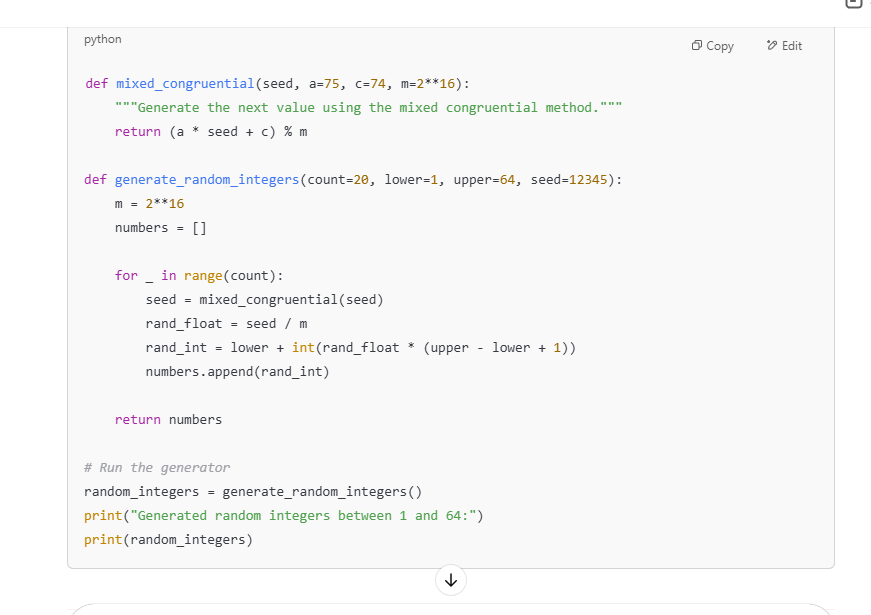 python
Copy
Edit
def mixed_congruential(seed, a=75, c=74, m=2**16):
    """Generate the next value using the mixed congruential method."""
    return (a * seed + c) % m
def generate_random_integers(count=20, lower=1, upper=64, seed=12345):
    m = 2**16
    numbers = []
    for _ in range(count):
        seed = mixed_congruential(seed)
        rand_float = seed / m
        rand_int = lower + int(rand_float * (upper - lower + 1))
        numbers.append(rand_int)
    return numbers
# Run the generator
random_integers = generate_random_integers()
print("Generated random integers between 1 and 64:")
print(random_integers)